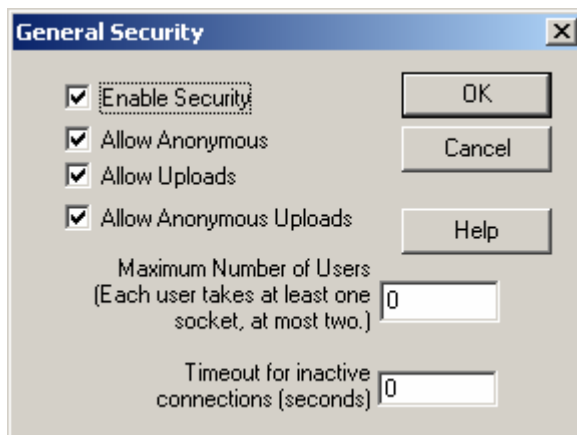 General Security
Enable Security
OK
Allow Anonymous
Cancel
Allow Uploads
Allow Anonymous Uploads
Help
Maximum Number of Users
(Each user takes at least one
socket, at most two.)
0
Timeout for inactive
connections (seconds)
0